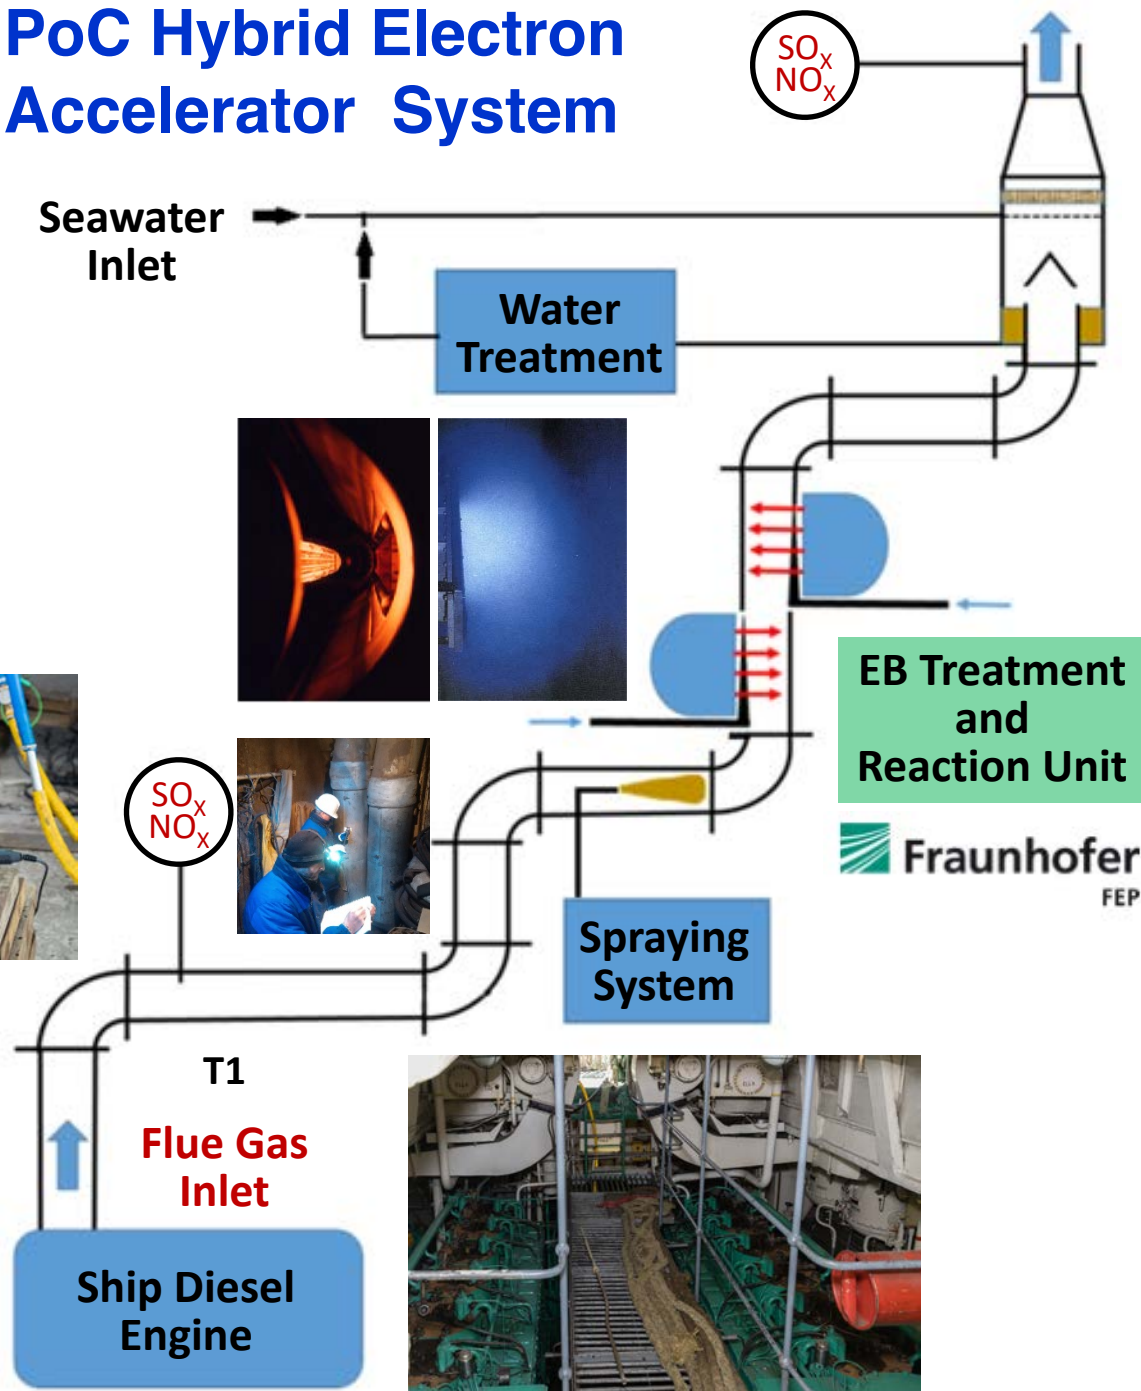 PoC Hybrid Electron
Accelerator System
SOx
NOx
Seawater
Inlet
Water
Treatment
EB Treatment
and
Reaction Unit
SOx
NOx
Fraunhofer
FEP
Spraying
System
T1
Flue Gas
Inlet
Ship Diesel
Engine